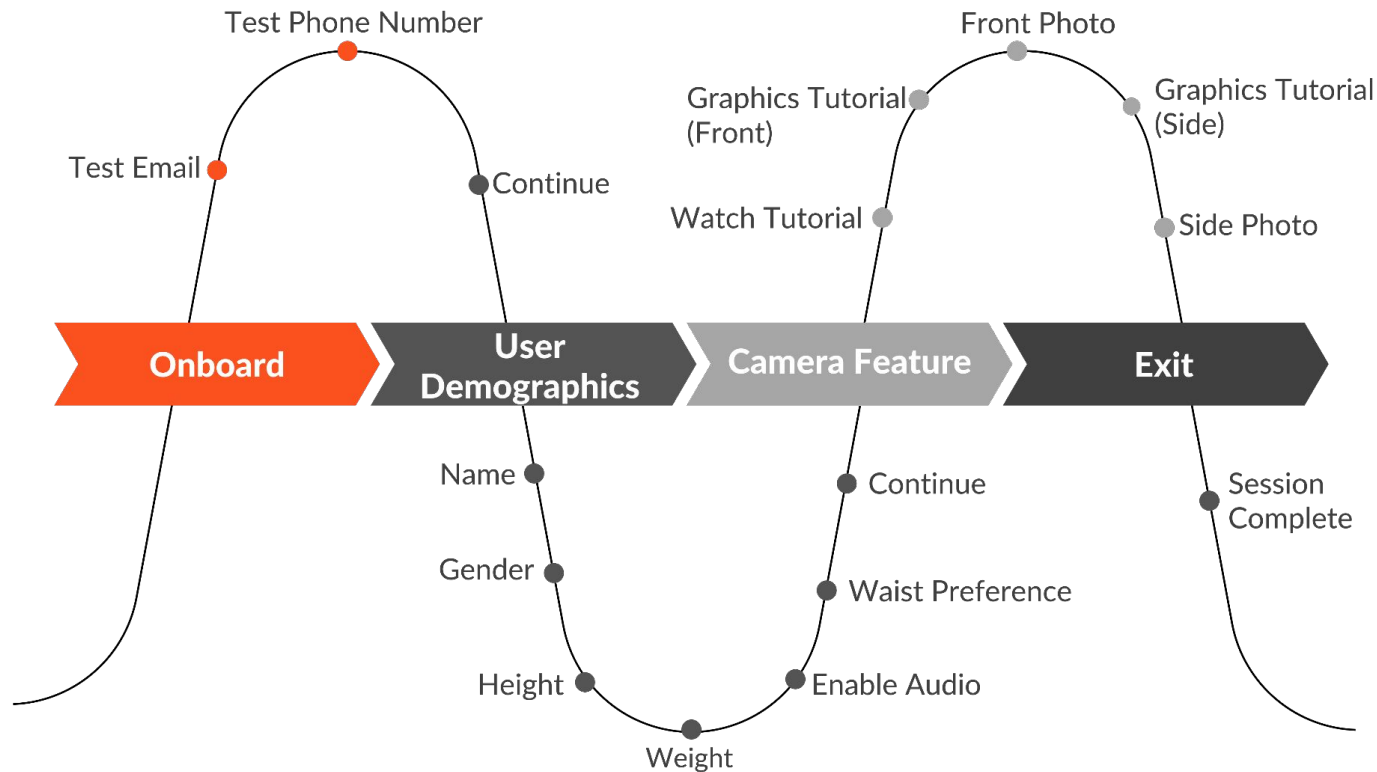 Test Phone Number
Test Email
Continue
Front Photo
Graphics Tutorial
(Front)
Graphics Tutorial
(Side)
Watch Tutorial
Side Photo
Onboard
User
Demographics
Camera Feature
Exit
Name
Gender
Height
Weight
Enable Audio
Waist Preference
Continue
Session
Complete